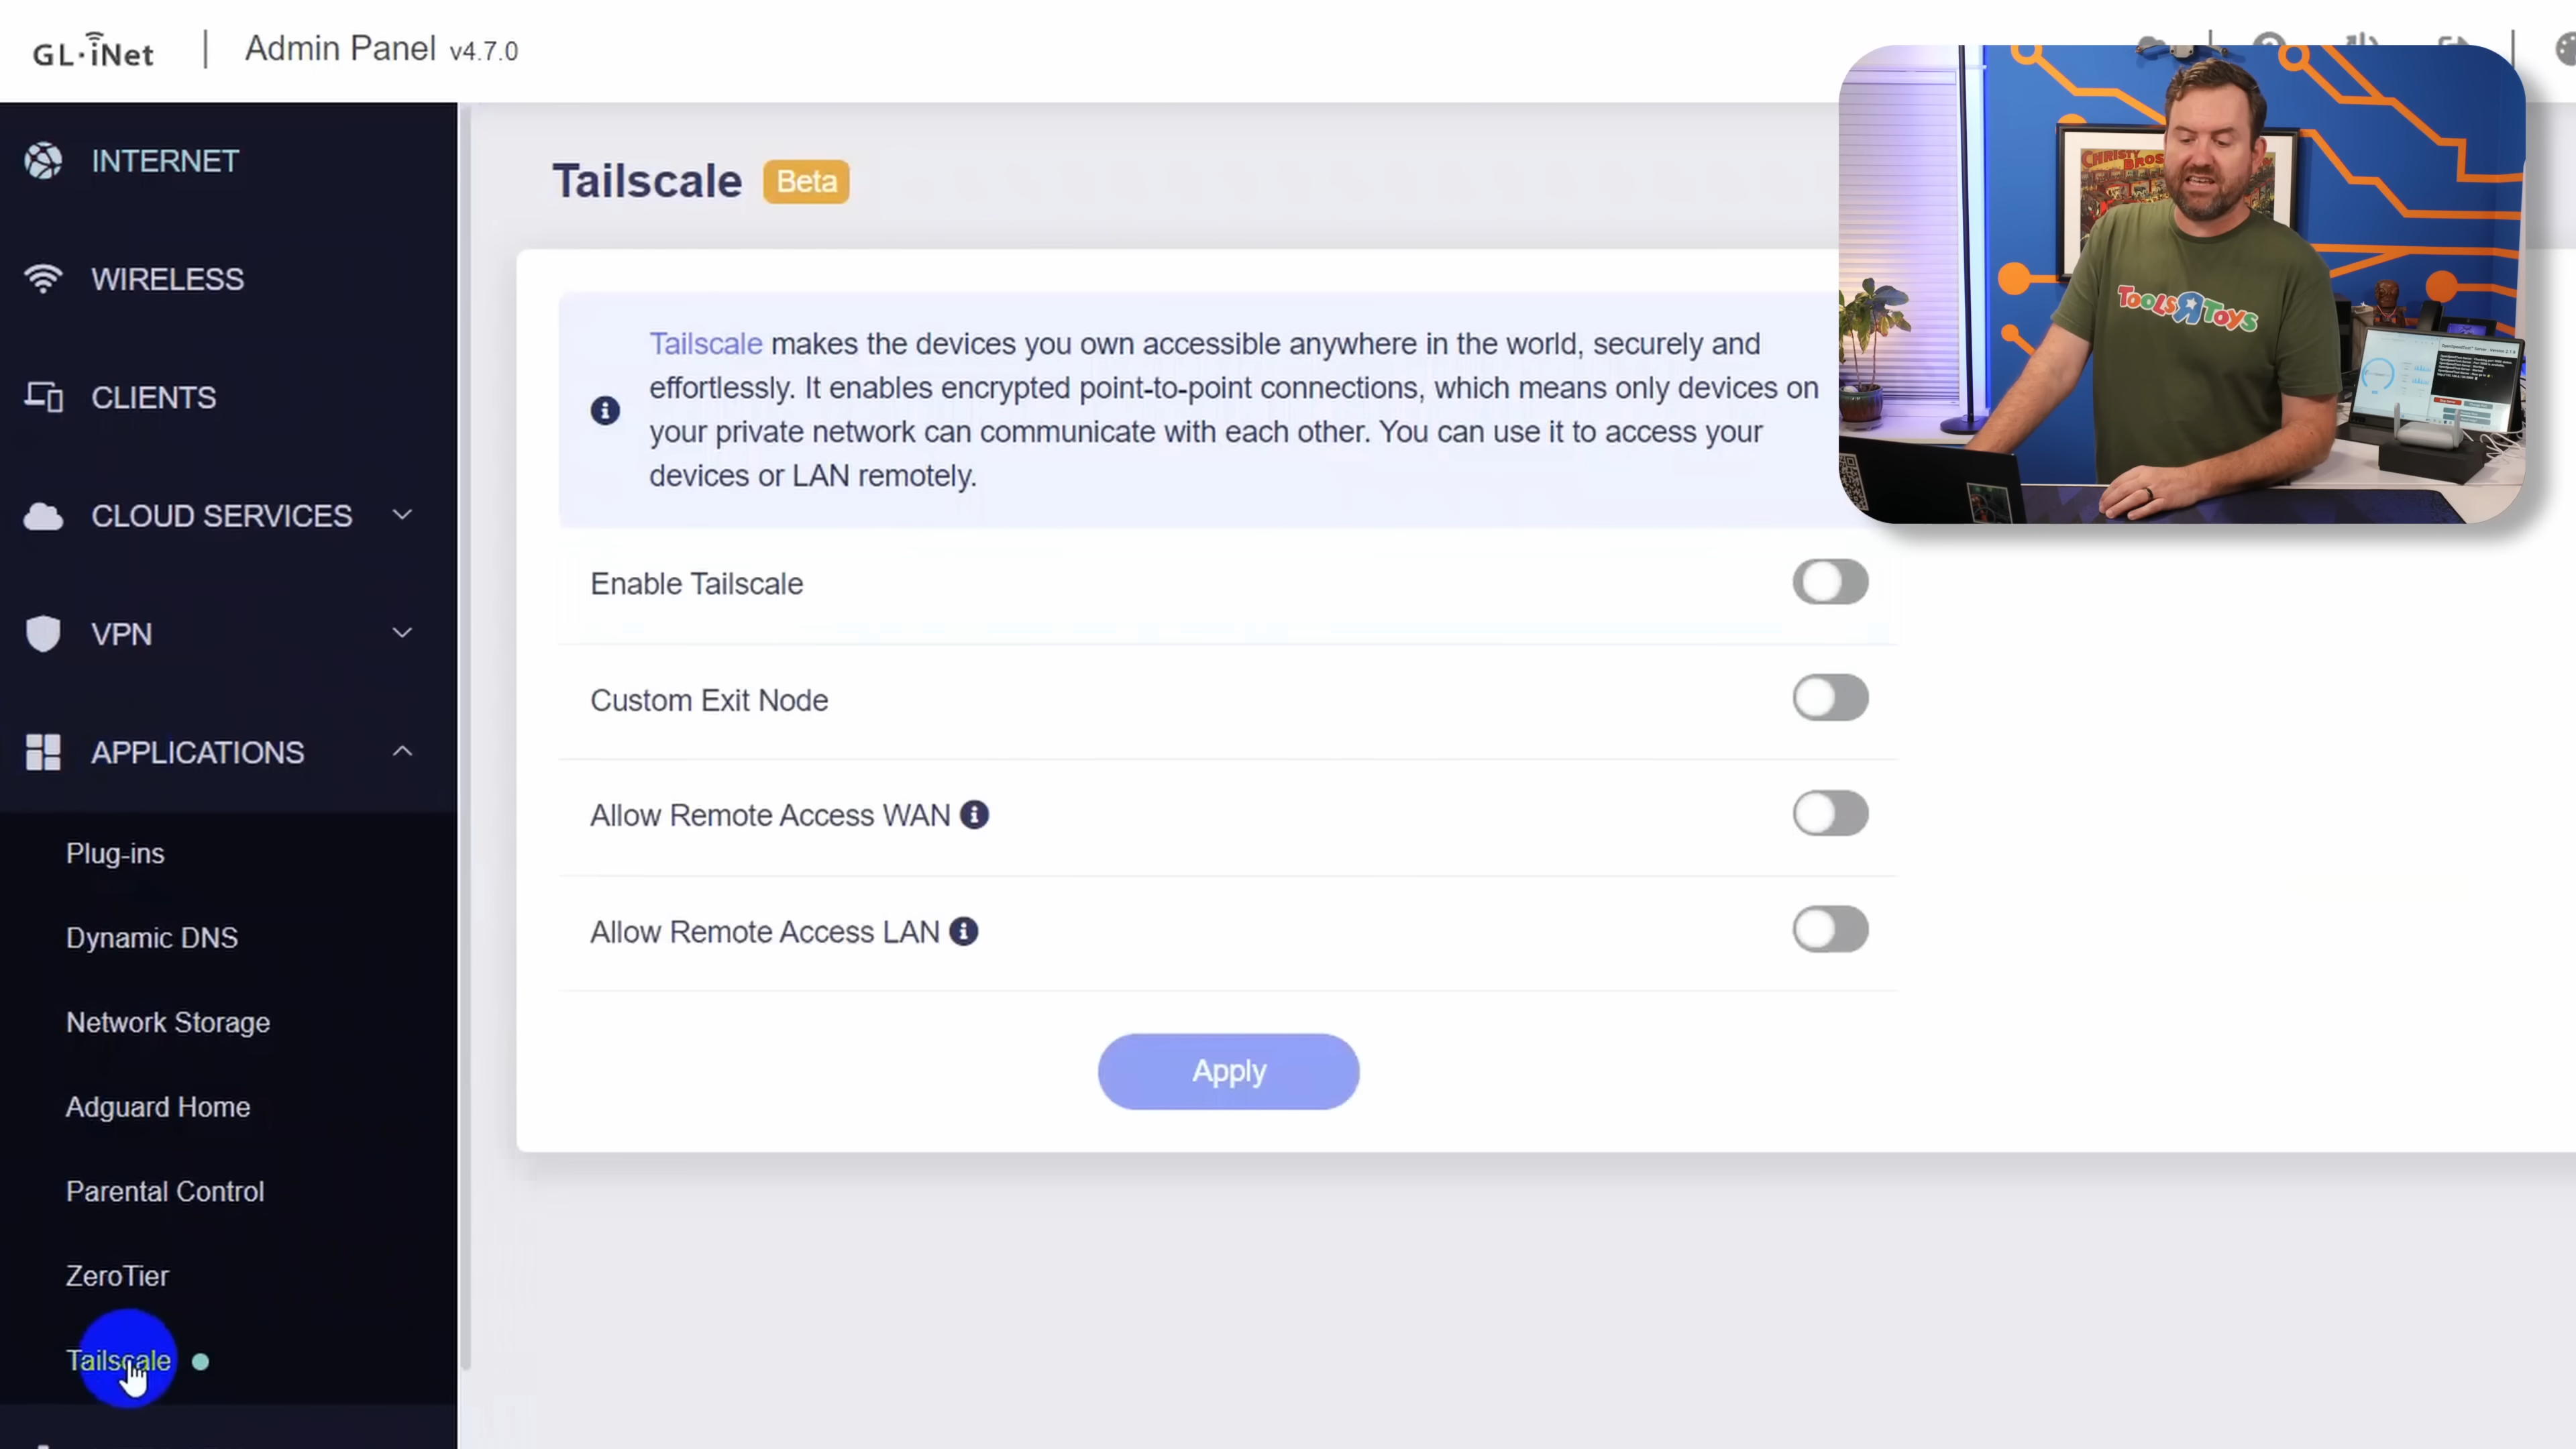 GL·iNet | Admin Panel v4.7.0
INTERNET
WIRELESS
CLIENTS
CLOUD SERVICES
VPN
APPLICATIONS
Plug-ins
Dynamic DNS
Network Storage
Adguard Home
Parental Control
ZeroTier
Tailscale
Tailscale Beta
Tailscale makes the devices you own accessible anywhere in the world, securely and
effortlessly. It enables encrypted point-to-point connections, which means only devices on
your private network can communicate with each other. You can use it to access your
devices or LAN remotely.
Enable Tailscale
Custom Exit Node
Allow Remote Access WAN
Allow Remote Access LAN
Apply
CHRISTY BROS
TOOLS R TOYS